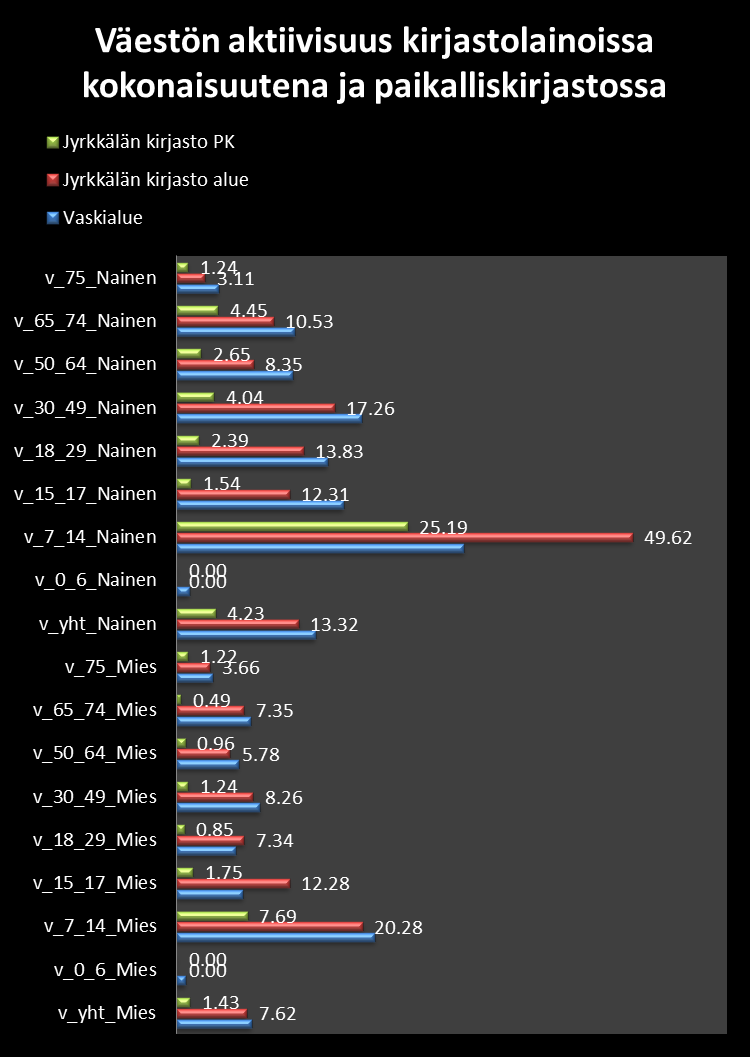 Väestön aktiivisuus kirjastolainoissa
kokonaisuutena ja paikalliskirjastossa
Jyrkkälän kirjasto PK
Jyrkkälän kirjasto alue
Vaskialue
v_75_Nainen 1.24 3.11
v_65_74_Nainen 4.45 10.53
v_50_64_Nainen 2.65 8.35
v_30_49_Nainen 4.04 17.26
v_18_29_Nainen 2.39 13.83
v_15_17_Nainen 1.54 12.31
v_7_14_Nainen 25.19 49.62
v_0_6_Nainen 0.00 0.00
v_yht_Nainen 4.23 13.32
v_75_Mies 1.22 3.66
v_65_74_Mies 0.49 7.35
v_50_64_Mies 0.96 5.78
v_30_49_Mies 1.24 8.26
v_18_29_Mies 0.85 7.34
v_15_17_Mies 1.75 12.28
v_7_14_Mies 7.69 20.28
v_0_6_Mies 0.00 0.00
v_yht_Mies 1.43 7.62